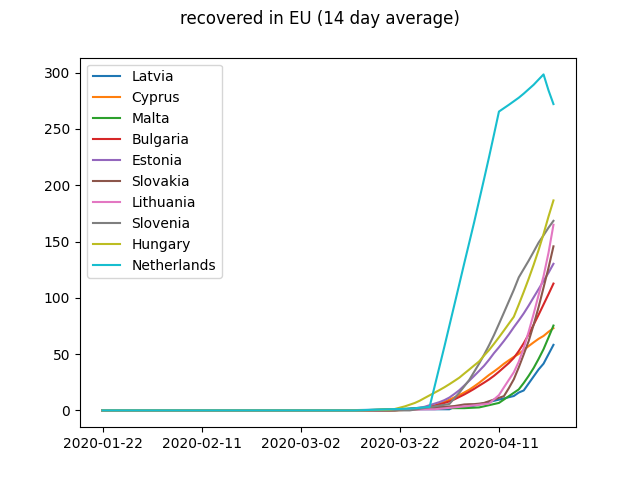 recovered in EU (14 day average)
300
250
200
150
100
50
0
Latvia
Cyprus
Malta
Bulgaria
Estonia
Slovakia
Lithuania
Slovenia
Hungary
Netherlands
2020-01-22 2020-02-11 2020-03-02 2020-03-22 2020-04-11